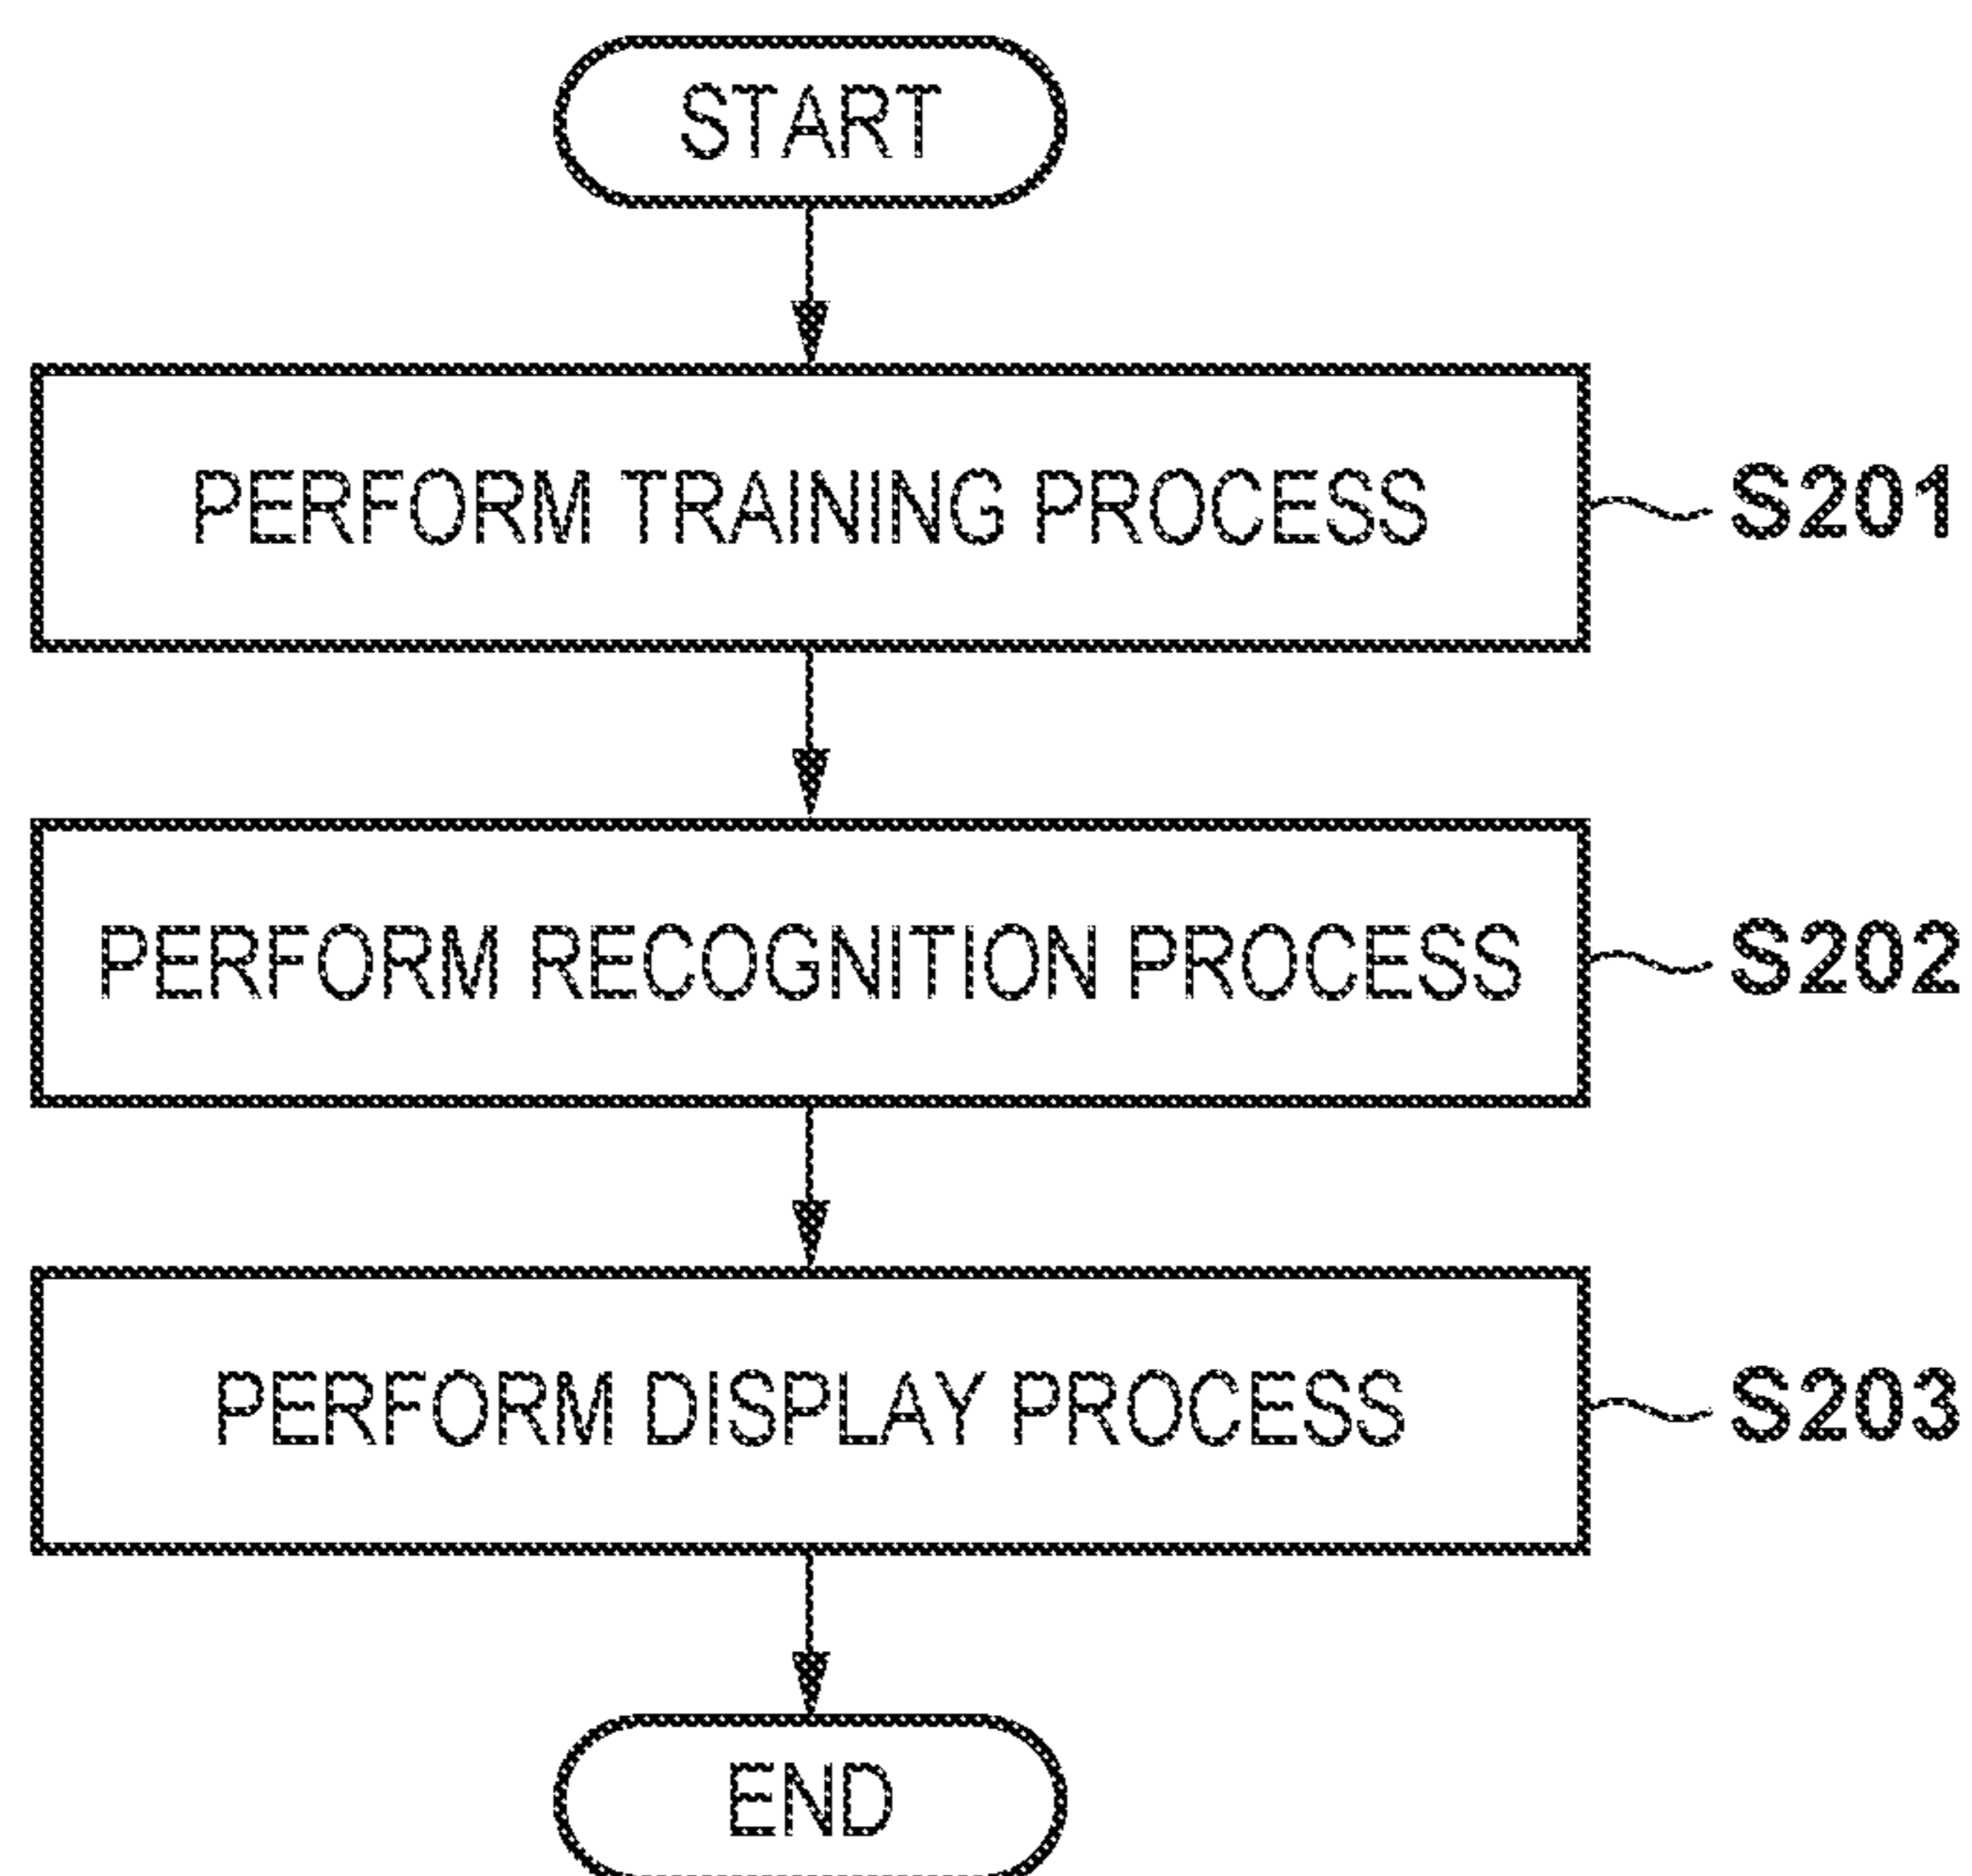 START
PERFORM TRAINING PROCESS
S201
PERFORM RECOGNITION PROCESS
S202
PERFORM DISPLAY PROCESS
S203
END